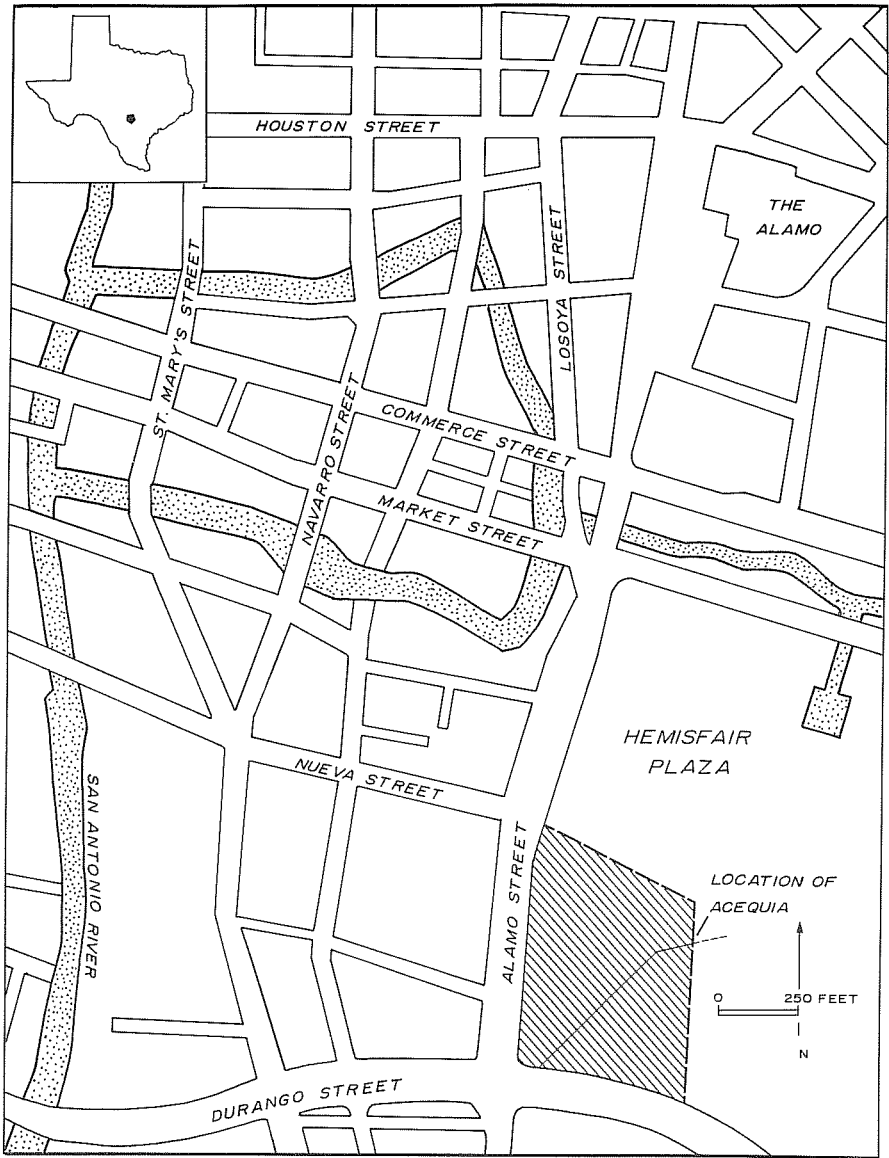 HOUSTON STREET
THE
ALAMO
ST. MARY'S STREET
LOSOYA STREET
NAVARRO STREET
COMMERCE STREET
MARKET STREET
HEMISFAIR
PLAZA
NUEVA STREET
SAN ANTONIO RIVER
ALAMO STREET
LOCATION OF
ACEQUIA
0 250 FEET
N
DURANGO STREET